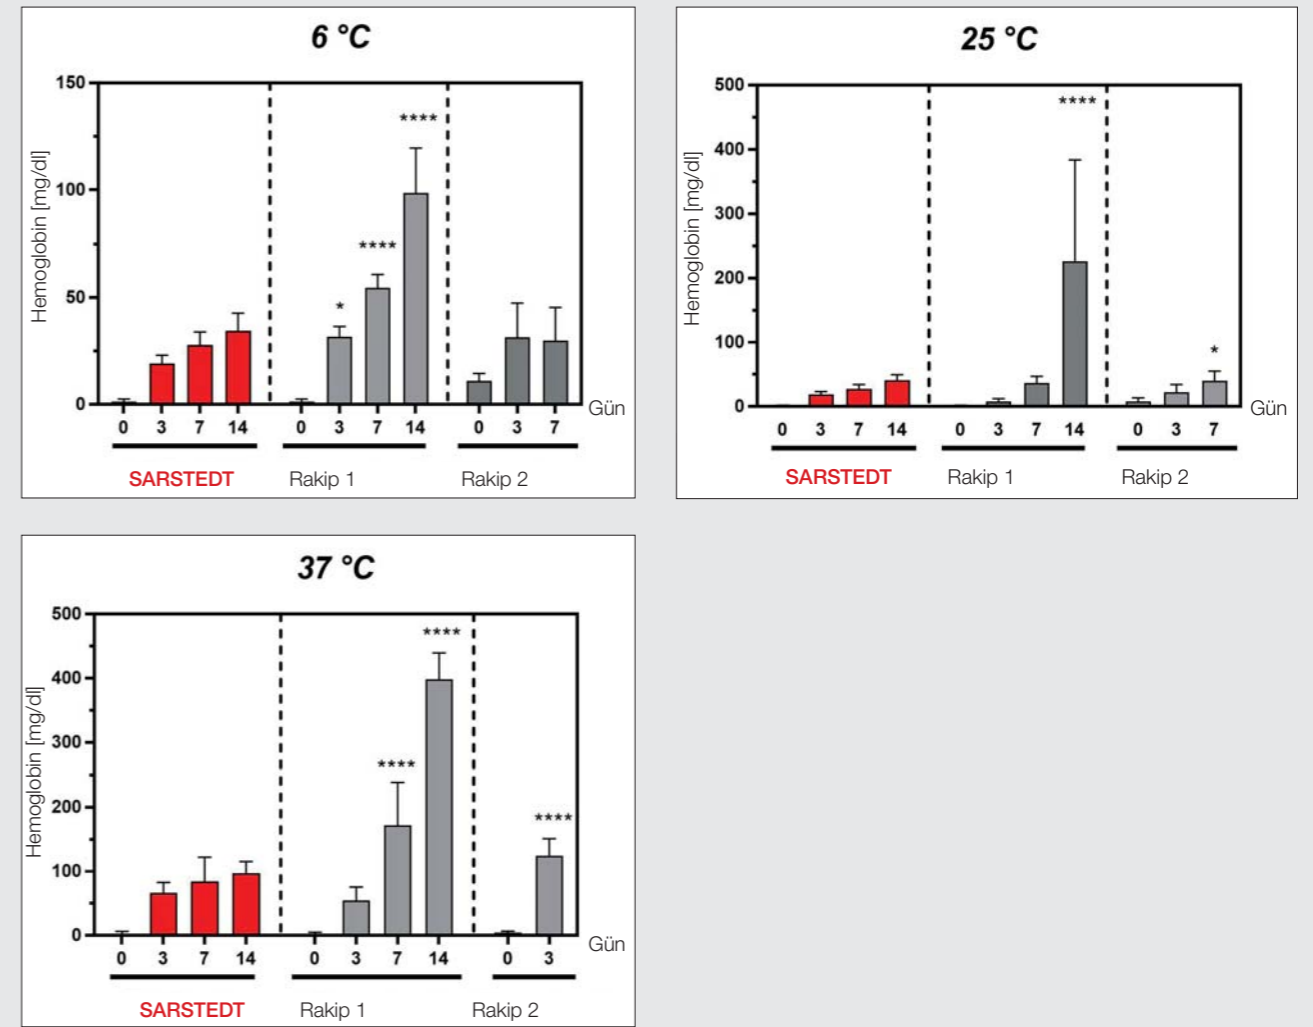 6 °C
Hemoglobin [mg/dl]
150
100
50
0
*
****
****
0 3 7 14 0 3 7 14 0 3 7
Gün
SARSTEDT Rakip 1 Rakip 2
25 °C
Hemoglobin [mg/dl]
500
400
300
200
100
0
****
*
0 3 7 14 0 3 7 14 0 3 7
Gün
SARSTEDT Rakip 1 Rakip 2
37 °C
Hemoglobin [mg/dl]
500
400
300
200
100
0
****
****
****
0 3 7 14 0 3 7 14 0 3
Gün
SARSTEDT Rakip 1 Rakip 2